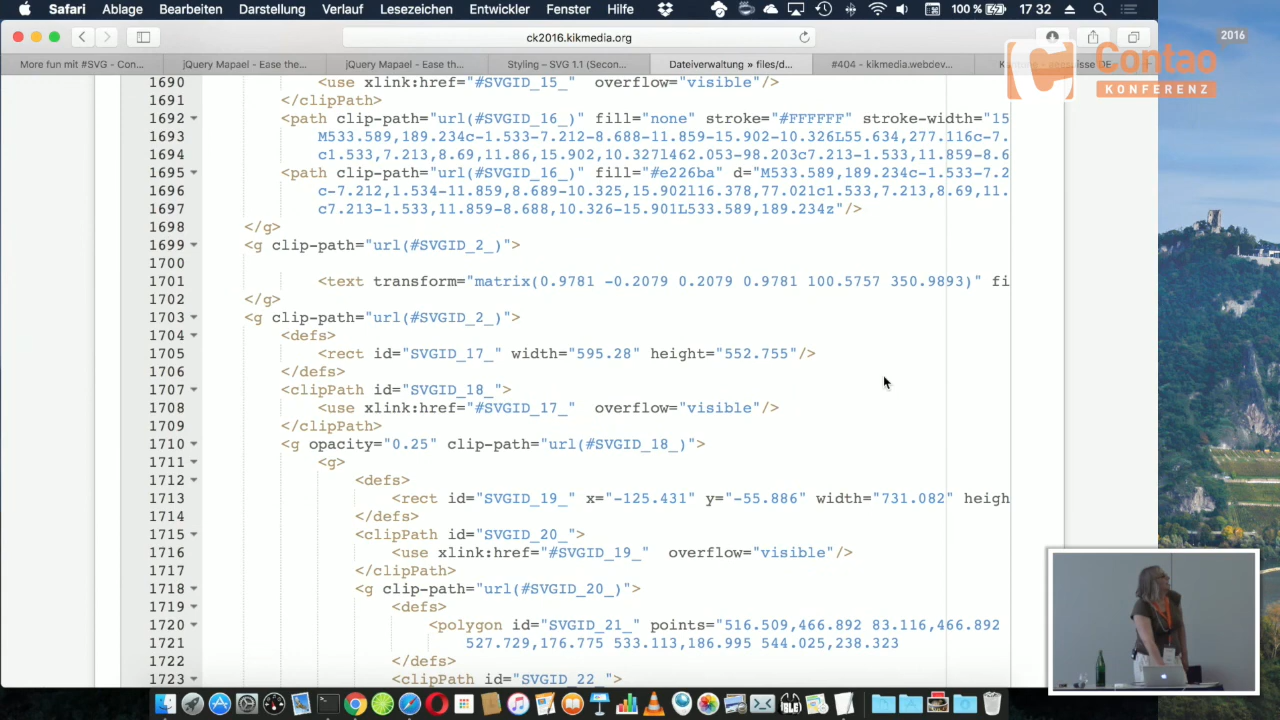 Safari Ablage Bearbeiten Darstellung Verlauf Lesezeichen Entwickler Fenster Hilfe 100 % 17 32
ck2016.kikmedia.org
2016
More fun mit #SVG - Con... jQuery Mapael - Ease the... jQuery Mapael - Ease th... Styling – SVG 1.1 (Secon... Dateiverwaltung » files/d... #404 - kikmedia.webdev...
Contao
KONFERENZ
1690 <use xlink:href="#SVGID_15_" overflow="visible"/>
1691 </clipPath>
1692 <path clip-path="url(#SVGID_16_)" fill="none" stroke="#FFFFFF" stroke-width="15
1693 M533.589,189.234c-1.533-7.212-8.688-11.859-15.902-10.326L55.634,277.116c-7.
1694 c1.533,7.213,8.69,11.86,15.902,10.327l462.053-98.203c7.213-1.533,11.859-8.6
1695 <path clip-path="url(#SVGID_16_)" fill="#e226ba" d="M533.589,189.234c-1.533-7.2
1696 c-7.212,1.534-11.859,8.689-10.325,15.902l16.378,77.021c1.533,7.213,8.69,11.
1697 c7.213-1.533,11.859-8.688,10.326-15.901L533.589,189.234z"/>
1698 </g>
1699 <g clip-path="url(#SVGID_2_)">
1700
1701 <text transform="matrix(0.9781 -0.2079 0.2079 0.9781 100.5757 350.9893)" fi
1702 </g>
1703 <g clip-path="url(#SVGID_2_)">
1704 <defs>
1705 <rect id="SVGID_17_" width="595.28" height="552.755"/>
1706 </defs>
1707 <clipPath id="SVGID_18_">
1708 <use xlink:href="#SVGID_17_" overflow="visible"/>
1709 </clipPath>
1710 <g opacity="0.25" clip-path="url(#SVGID_18_)">
1711 <g>
1712 <defs>
1713 <rect id="SVGID_19_" x="-125.431" y="-55.886" width="731.082" heigh
1714 </defs>
1715 <clipPath id="SVGID_20_">
1716 <use xlink:href="#SVGID_19_" overflow="visible"/>
1717 </clipPath>
1718 <g clip-path="url(#SVGID_20_)">
1719 <defs>
1720 <polygon id="SVGID_21_" points="516.509,466.892 83.116,466.892
1721 527.729,176.775 533.113,186.995 544.025,238.323
1722 </defs>
1723 <clipPath id="SVGID_22_">